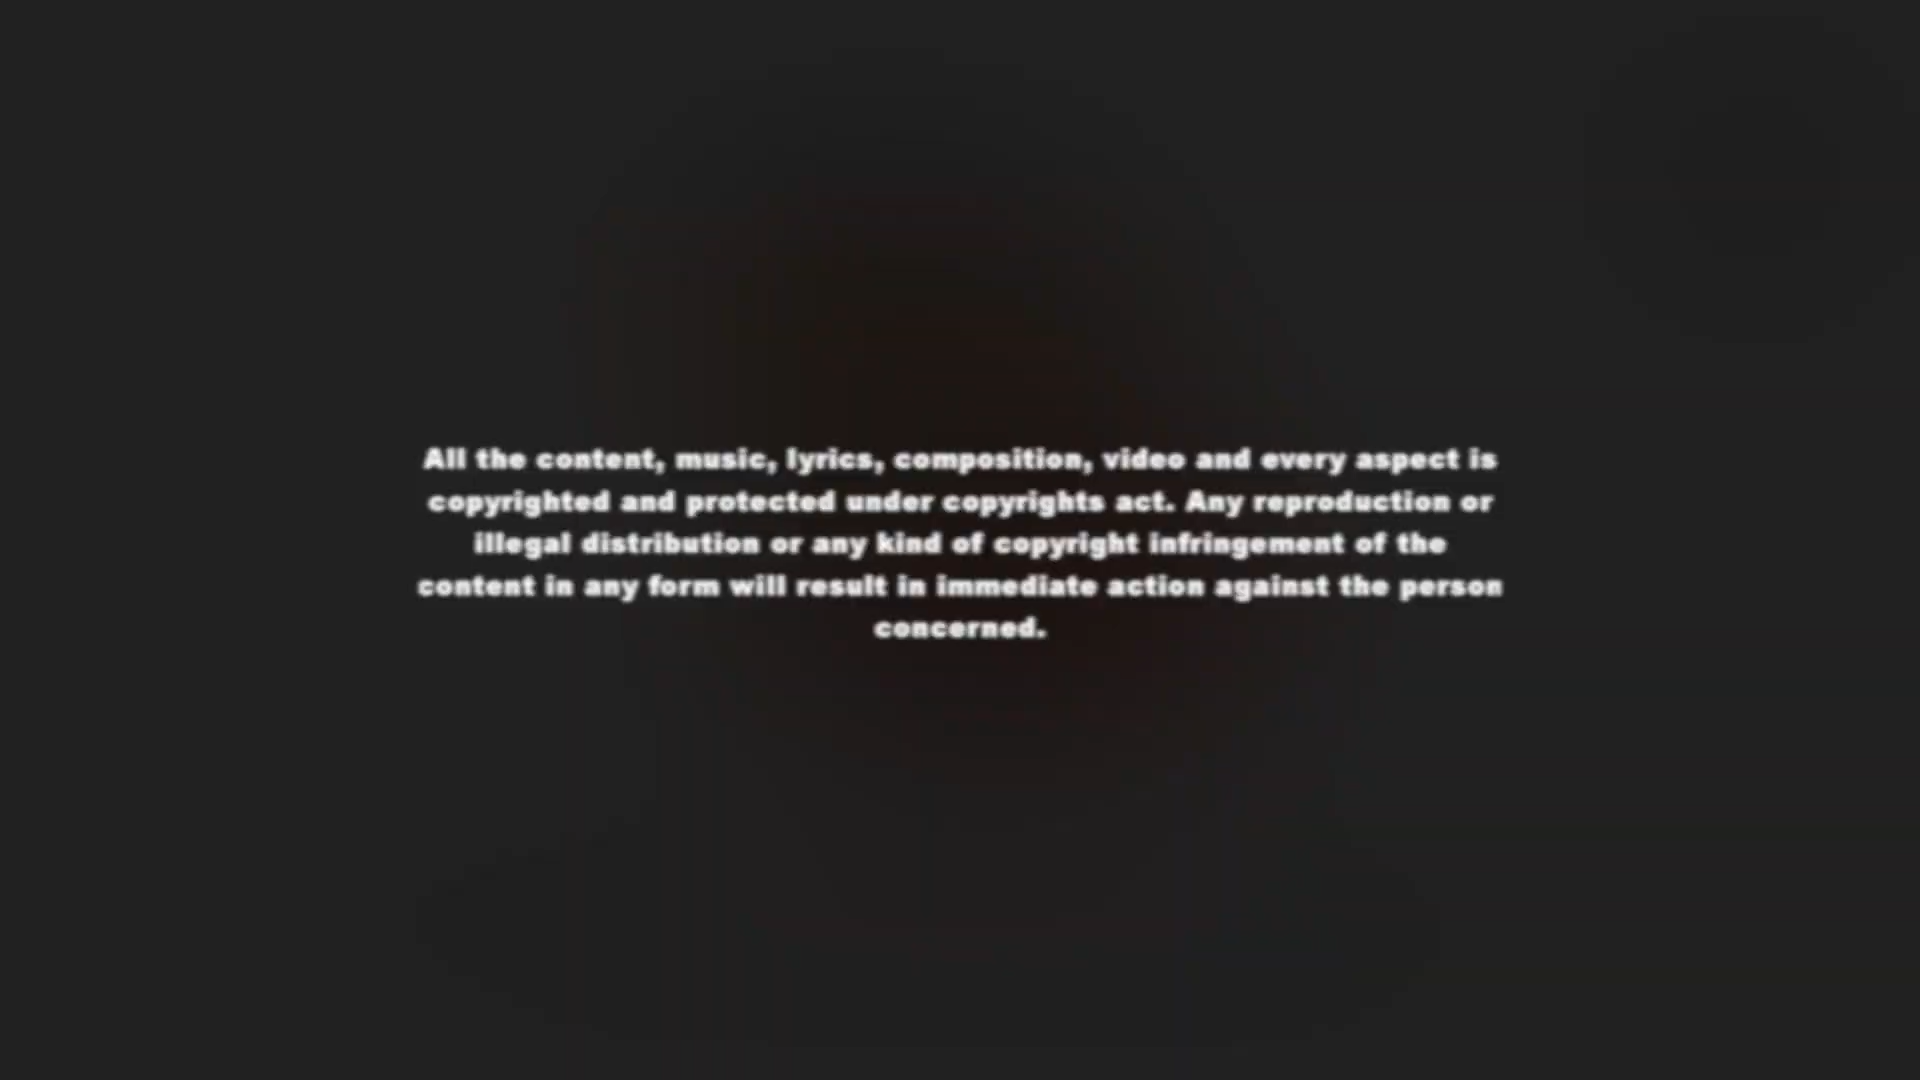 All the content, music, lyrics, composition, video and every aspect is
copyrighted and protected under copyrights act. Any reproduction or
illegal distribution or any kind of copyright infringement of the
content in any form will result in immediate action against the person
concerned.